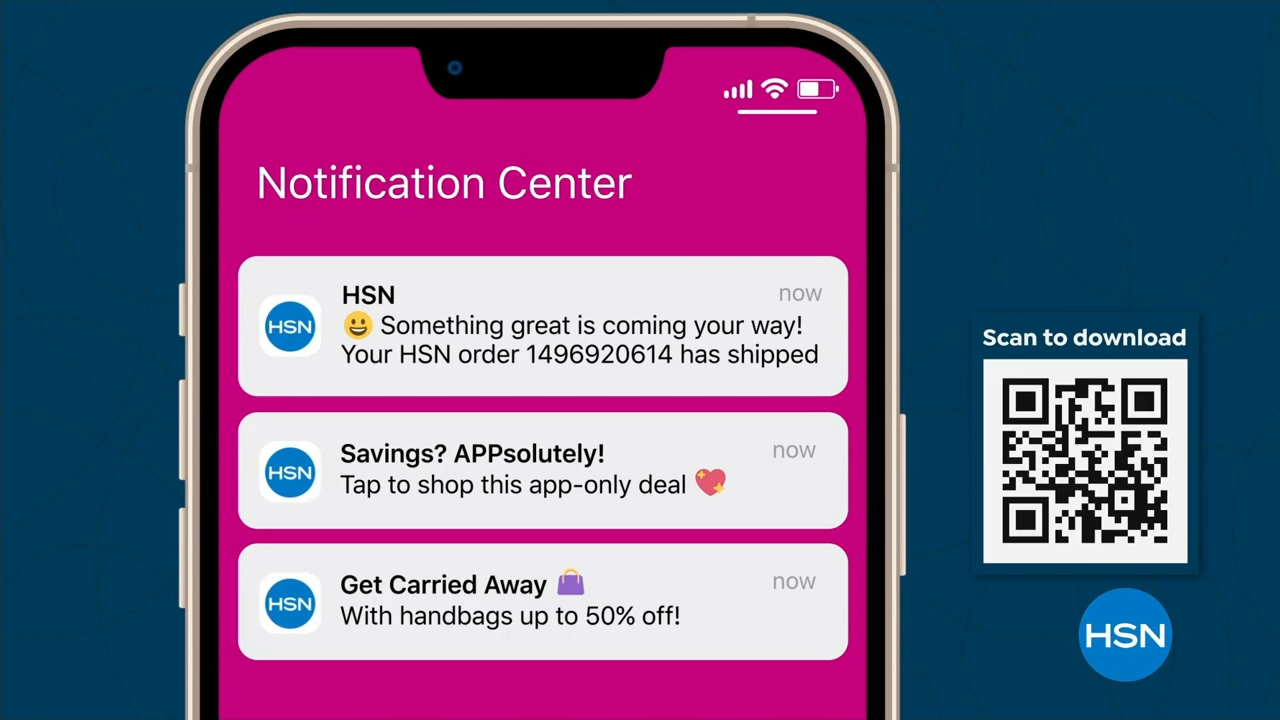 Notification Center
HSN
now
HSN
😀 Something great is coming your way!
Your HSN order 1496920614 has shipped
Savings? APPsolutely!
now
HSN
Tap to shop this app-only deal 💖
Get Carried Away 👜
now
HSN
With handbags up to 50% off!
Scan to download
HSN